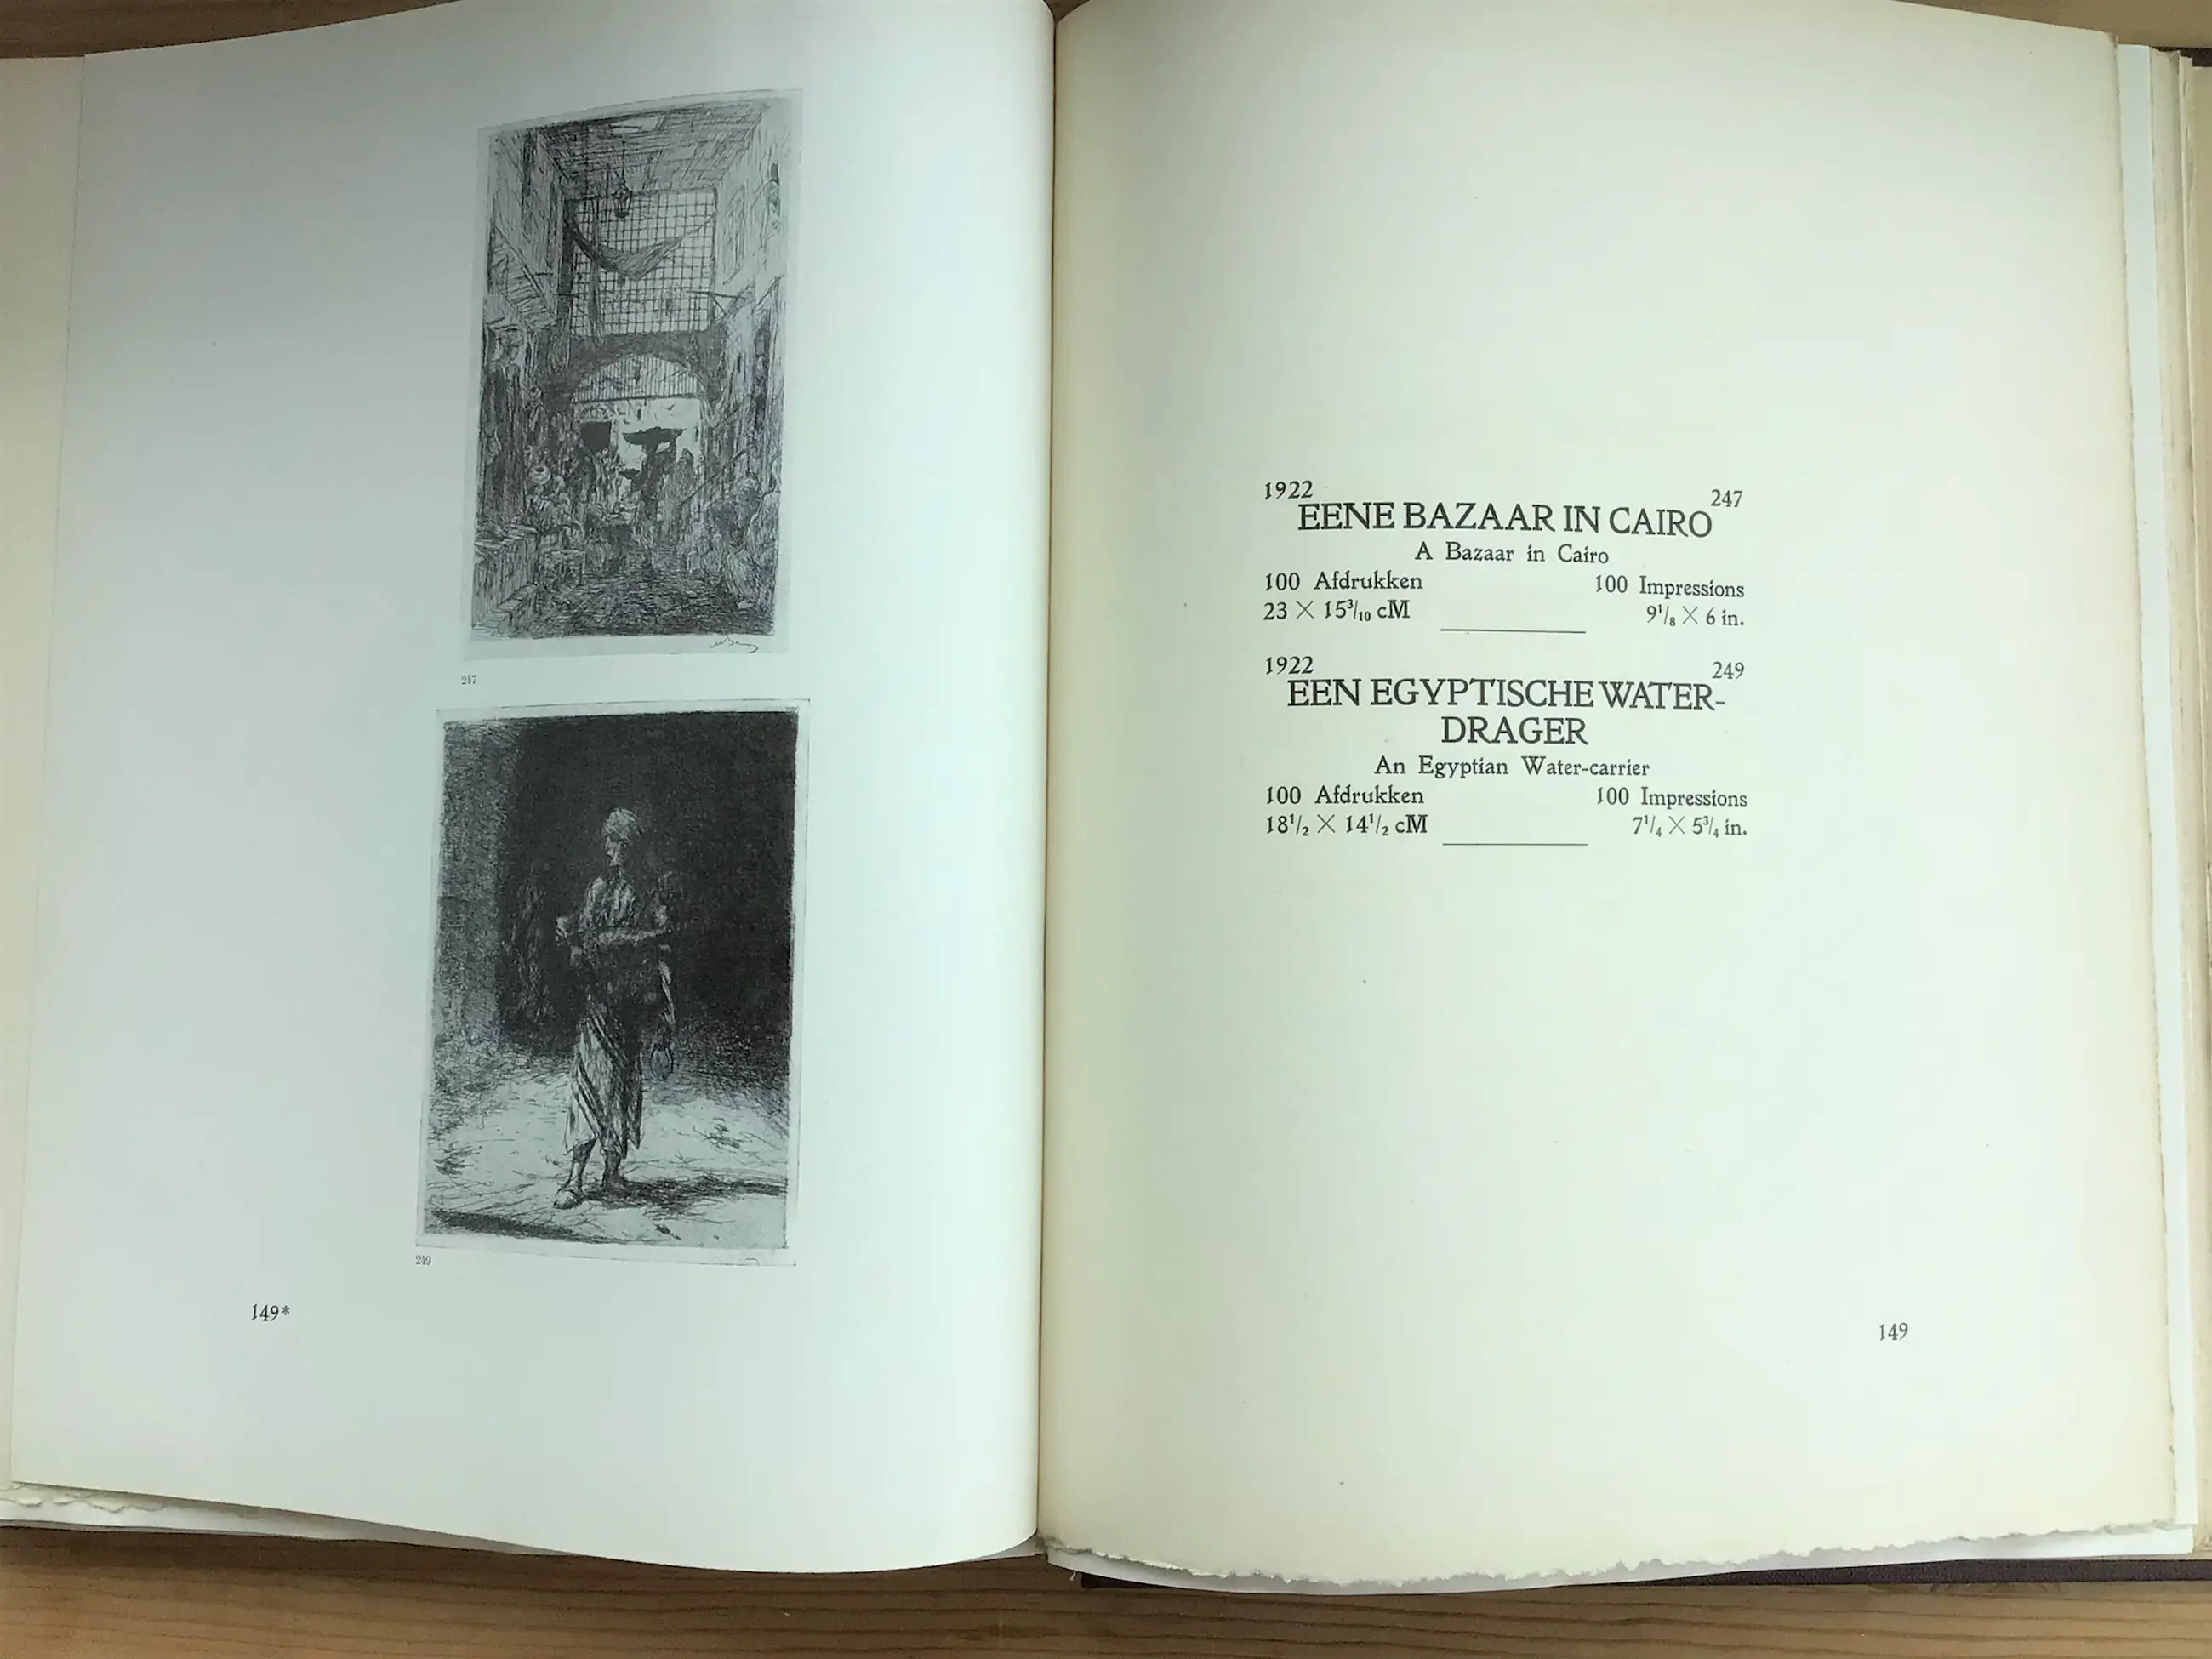 247
249
149*
1922 247
EENE BAZAAR IN CAIRO
A Bazaar in Cairo
100 Afdrukken 100 Impressions
23 × 15³/₁₀ cM 9¹/₈ × 6 in.
1922 249
EEN EGYPTISCHE WATER-
DRAGER
An Egyptian Water-carrier
100 Afdrukken 100 Impressions
18¹/₂ × 14¹/₂ cM 7¹/₄ × 5³/₄ in.
149